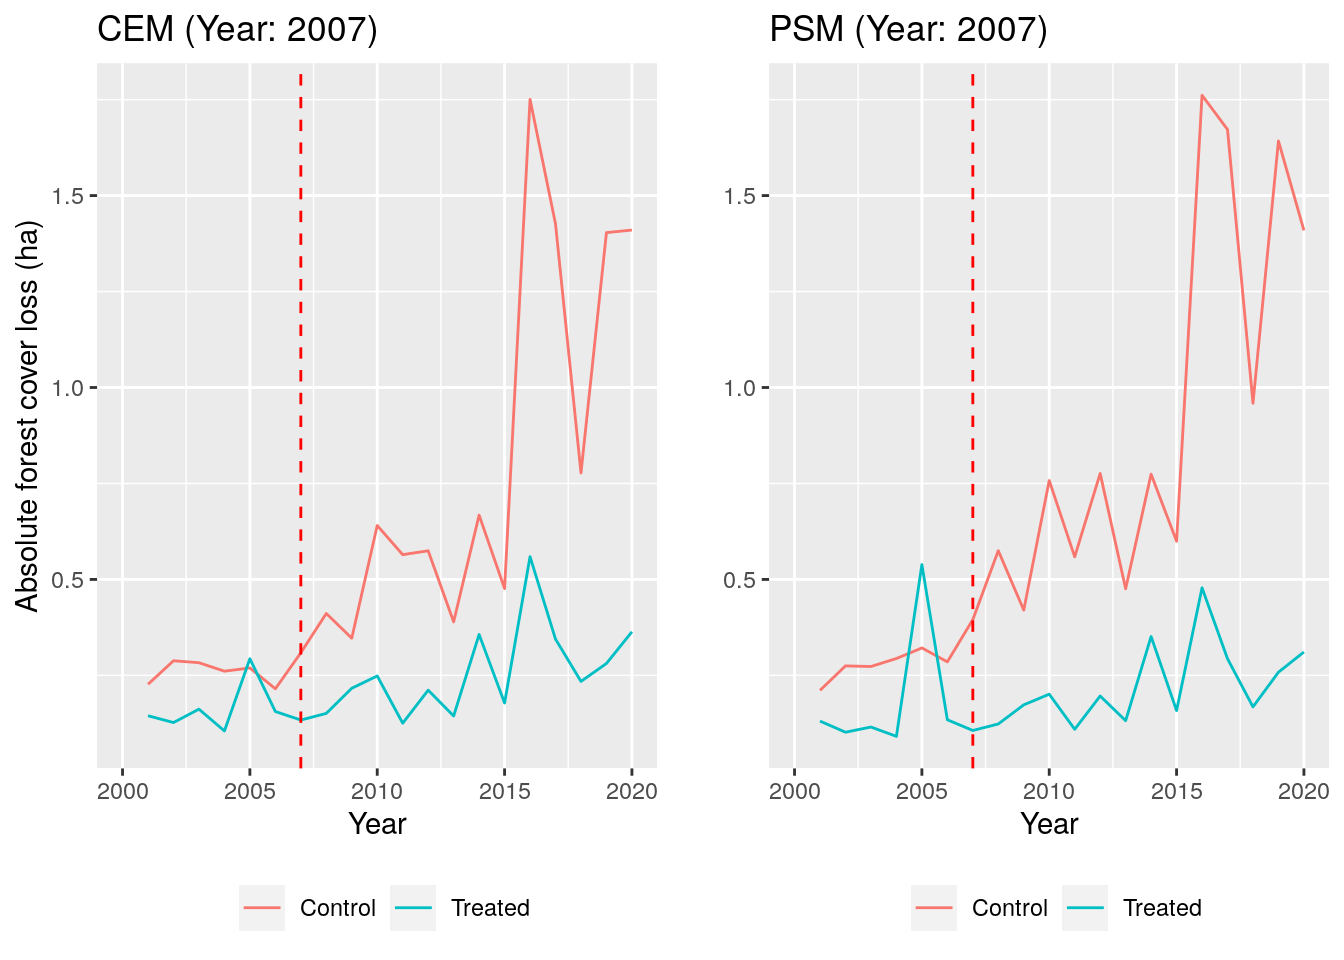 CEM (Year: 2007)
Absolute forest cover loss (ha)
1.5
1.0
0.5
2000 2005 2010 2015 2020
Year
Control Treated
PSM (Year: 2007)
1.5
1.0
0.5
2000 2005 2010 2015 2020
Year
Control Treated